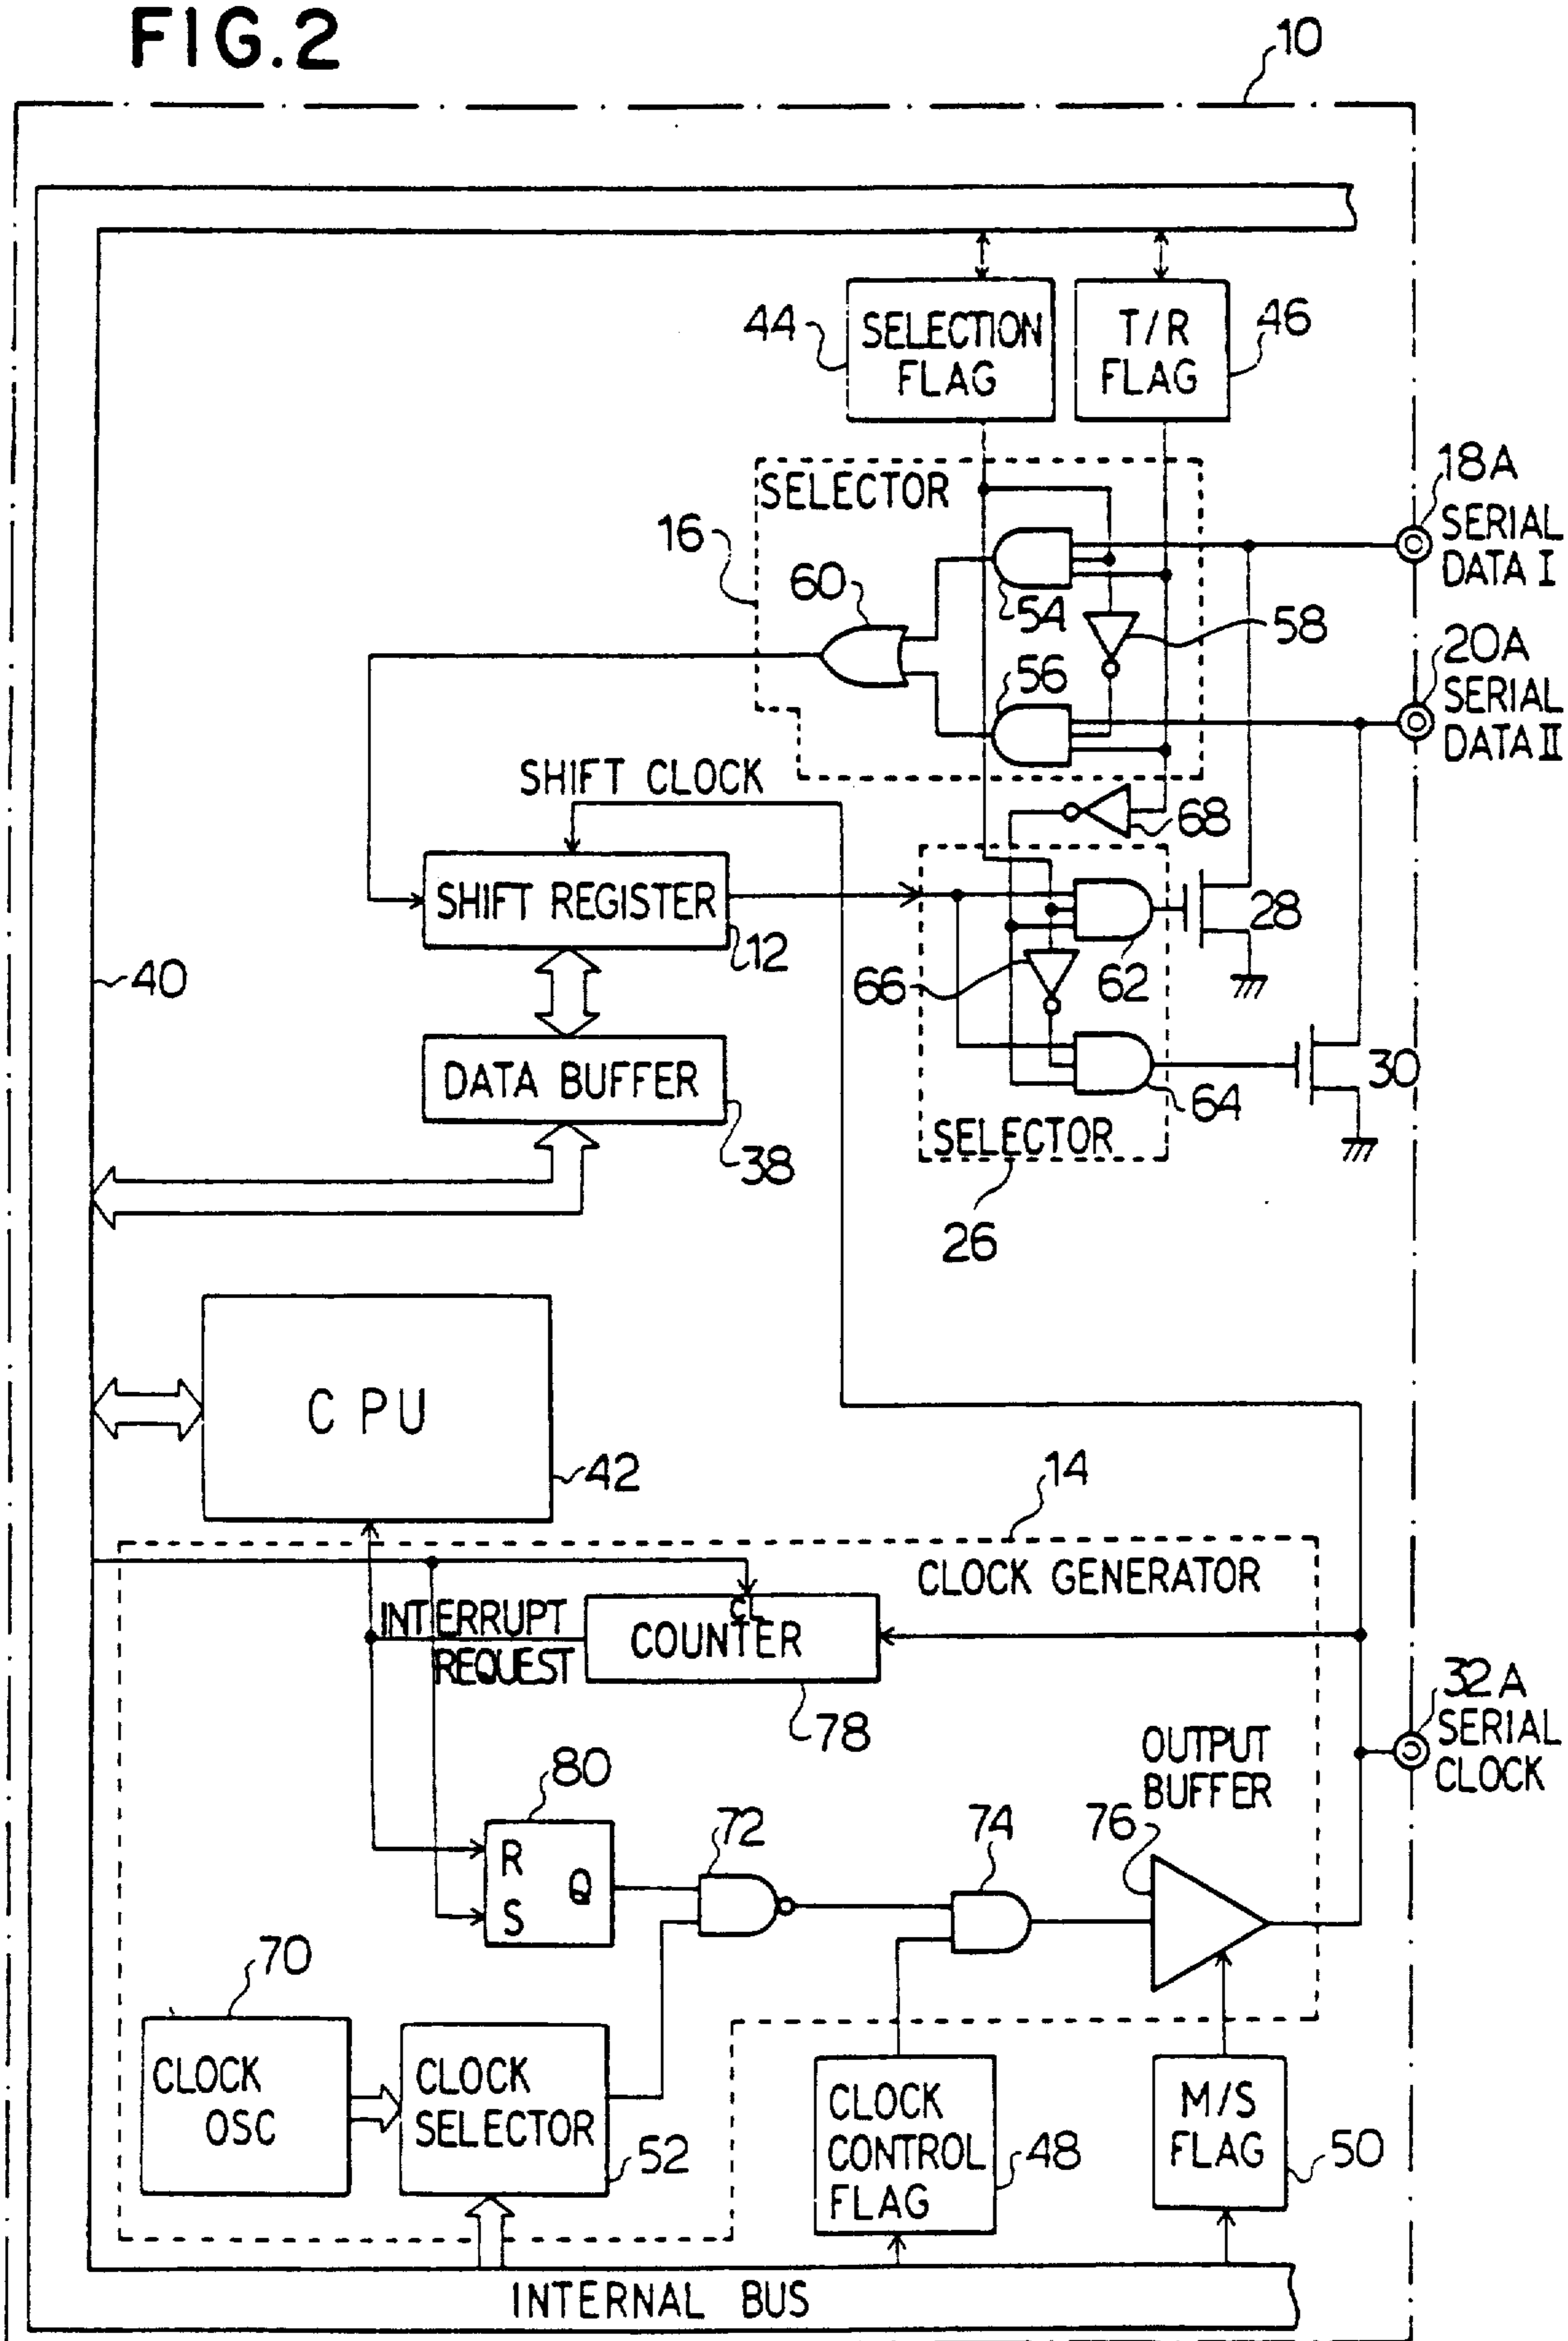 FIG.2
10
44
SELECTION
FLAG
T/R
FLAG
46
SELECTOR
16
60
54
58
56
18A
SERIAL
DATA I
20A
SERIAL
DATA II
SHIFT CLOCK
68
SHIFT REGISTER
12
28
62
66
40
DATA BUFFER
38
64
30
SELECTOR
26
CPU
42
14
CLOCK GENERATOR
INTERRUPT
REQUEST
CL
COUNTER
78
32A
SERIAL
CLOCK
OUTPUT
BUFFER
80
R
S
Q
72
74
76
70
CLOCK
OSC
CLOCK
SELECTOR
52
CLOCK
CONTROL
FLAG
48
M/S
FLAG
50
INTERNAL BUS